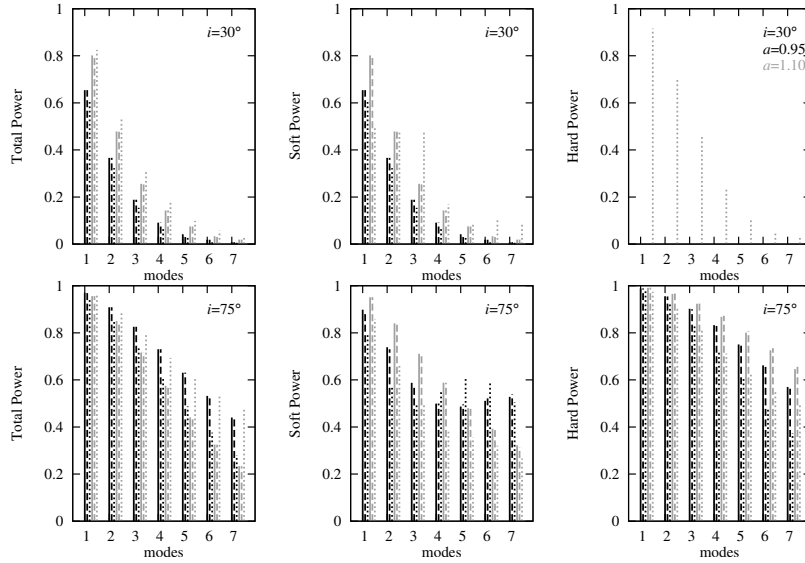 1
0.8
0.6
0.4
0.2
0
Total Power
i=30°
1 2 3 4 5 6 7
modes
1
0.8
0.6
0.4
0.2
0
Soft Power
i=30°
1 2 3 4 5 6 7
modes
1
0.8
0.6
0.4
0.2
0
Hard Power
i=30°
a=0.95
a=1.10
1 2 3 4 5 6 7
modes
1
0.8
0.6
0.4
0.2
0
Total Power
i=75°
1 2 3 4 5 6 7
modes
1
0.8
0.6
0.4
0.2
0
Soft Power
i=75°
1 2 3 4 5 6 7
modes
1
0.8
0.6
0.4
0.2
0
Hard Power
i=75°
1 2 3 4 5 6 7
modes